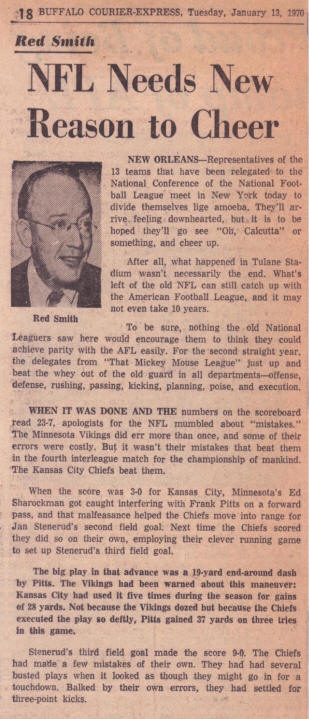 18 BUFFALO COURIER-EXPRESS, Tuesday, January 13, 1970
Red Smith
NFL Needs New
Reason to Cheer
Red Smith
NEW ORLEANS—Representatives of the
13 teams that have been relegated to the
National Conference of the National Foot-
ball League meet in New York today to
divide themselves lige amoeba. They'll ar-
rive feeling downhearted, but it is to be
hoped they'll go see "Oh, Calcutta" or
something, and cheer up.
After all, what happened in Tulane Sta-
dium wasn't necessarily the end. What's
left of the old NFL can still catch up with
the American Football League, and it may
not even take 10 years.
To be sure, nothing the old National
Leaguers saw here would encourage them to think they could
achieve parity with the AFL easily. For the second straight year,
the delegates from "That Mickey Mouse League" just up and
beat the whey out of the old guard in all departments—offense,
defense, rushing, passing, kicking, planning, poise, and execution.
WHEN IT WAS DONE AND THE numbers on the scoreboard
read 23-7, apologists for the NFL mumbled about "mistakes."
The Minnesota Vikings did err more than once, and some of their
errors were costly. But it wasn't their mistakes that beat them
in the fourth interleague match for the championship of mankind.
The Kansas City Chiefs beat them.
When the score was 3-0 for Kansas City, Minnesota's Ed
Sharockman got caught interfering with Frank Pitts on a forward
pass, and that malfeasance helped the Chiefs move into range for
Jan Stenerud's second field goal. Next time the Chiefs scored
they did so on their own, employing their clever running game
to set up Stenerud's third field goal.
The big play in that advance was a 19-yard end-around dash
by Pitts. The Vikings had been warned about this maneuver:
Kansas City had used it five times during the season for gains
of 28 yards. Not because the Vikings dozed but because the Chiefs
executed the play so deftly, Pitts gained 37 yards on three tries
in this game.
Stenerud's third field goal made the score 9-0. The Chiefs
had made a few mistakes of their own. They had had several
busted plays when it looked as though they might go in for a
touchdown. Balked by their own errors, they had settled for
three-point kicks.